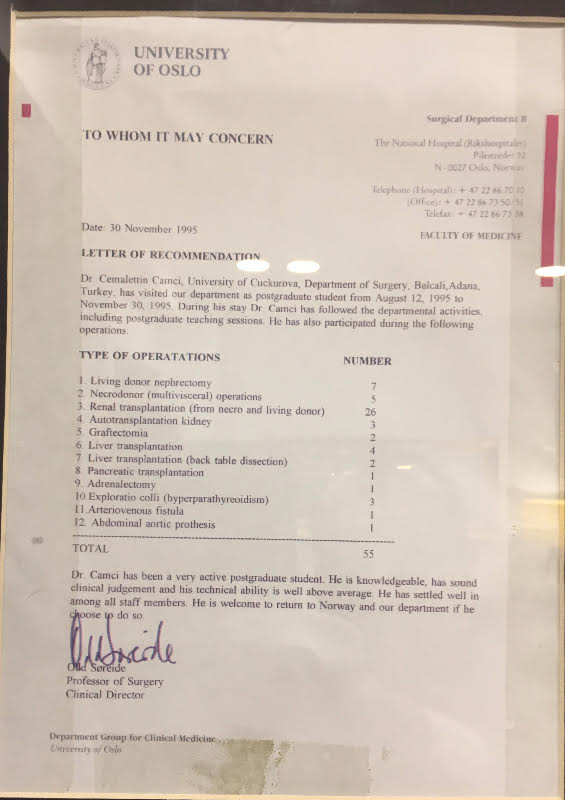 UNIVERSITY
OF OSLO
Surgical Department B
TO WHOM IT MAY CONCERN
The National Hospital (Rikshospitalet)
Pilestredet 32
N - 0027 Oslo, Norway
Telephone (Hospital): + 47 22 86 70 10
(Office): + 47 22 86 73 50/51
Telefax: + 47 22 86 73 38
Date: 30 November 1995
FACULTY OF MEDICINE
LETTER OF RECOMMENDATION
Dr. Cemalettin Camci, University of Cuckurova, Department of Surgery, Balcali,Adana,
Turkey, has visited our department as postgraduate student from August 12, 1995 to
November 30, 1995. During his stay Dr. Camci has followed the departmental activities,
including postgraduate teaching sessions. He has also participated during the following
operations.
TYPE OF OPERATATIONS NUMBER
1. Living donor nephrectomy 7
2. Necrodonor (multivisceral) operations 5
3. Renal transplantation (from necro and living donor) 26
4. Autotransplantation kidney 3
5. Graftectomia 2
6. Liver transplantation 4
7 Liver transplantation (back table dissection) 2
8. Pancreatic transplantation 1
9. Adrenalectomy 1
10.Exploratio colli (hyperparathyreoidism) 3
11.Arteriovenous fistula 1
12. Abdominal aortic prothesis 1
TOTAL 55
Dr. Camci has been a very active postgraduate student. He is knowledgeable, has sound
clinical judgement and his technical ability is well above average. He has settled well in
among all staff members. He is welcome to return to Norway and our department if he
choose to do so.
Odd Søreide
Professor of Surgery
Clinical Director
Department Group for Clinical Medicine
University of Oslo